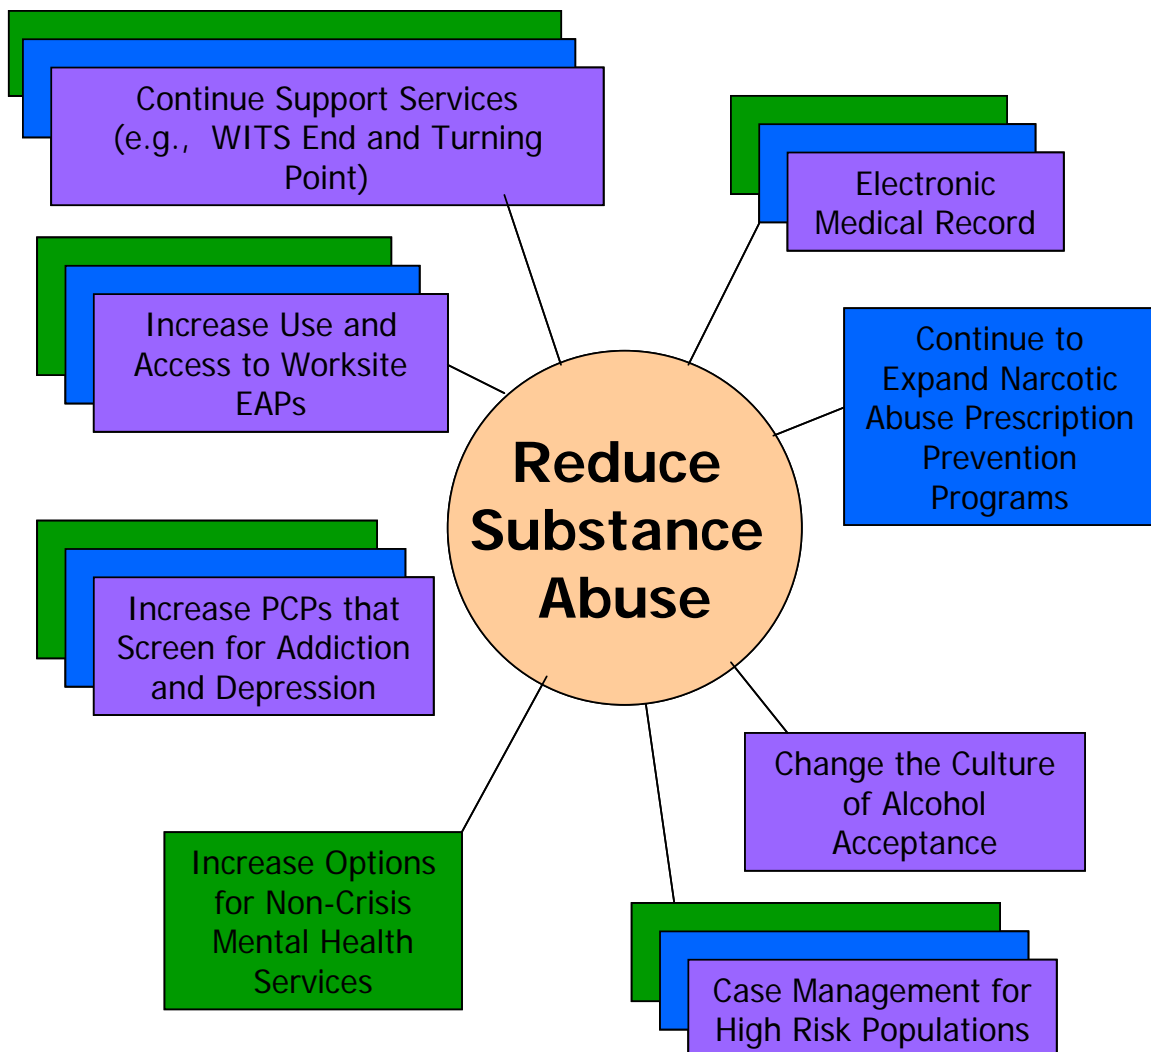 Continue Support Services
(e.g., WITS End and Turning
Point)
Electronic
Medical Record
Increase Use and
Access to Worksite
EAPs
Continue to
Expand Narcotic
Abuse Prescription
Prevention
Programs
Reduce
Substance
Abuse
Increase PCPs that
Screen for Addiction
and Depression
Change the Culture
of Alcohol
Acceptance
Increase Options
for Non-Crisis
Mental Health
Services
Case Management for
High Risk Populations